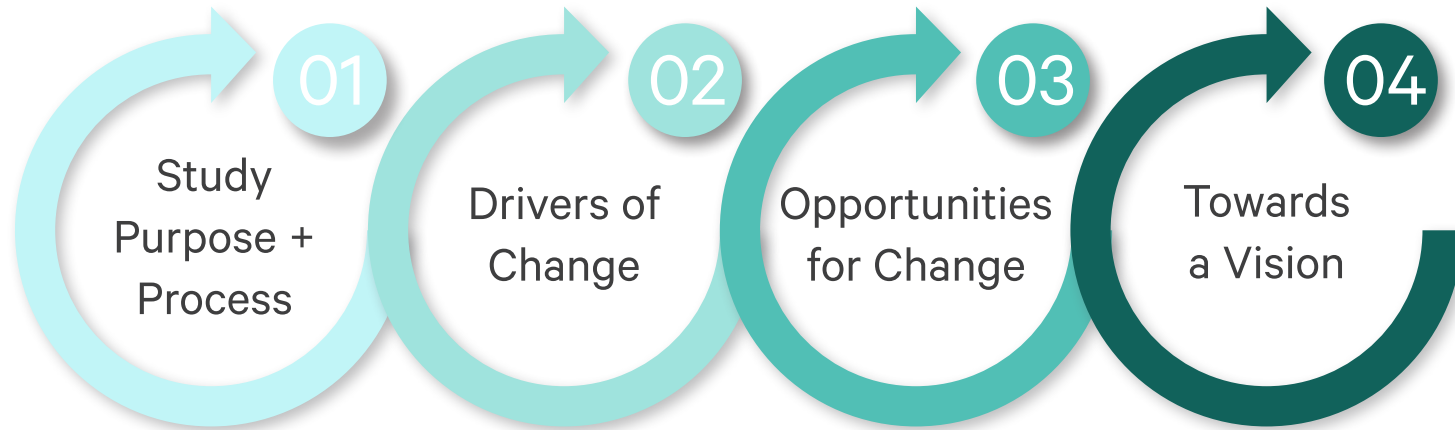 01
Study
Purpose +
Process
02
Drivers of
Change
03
Opportunities
for Change
04
Towards
a Vision